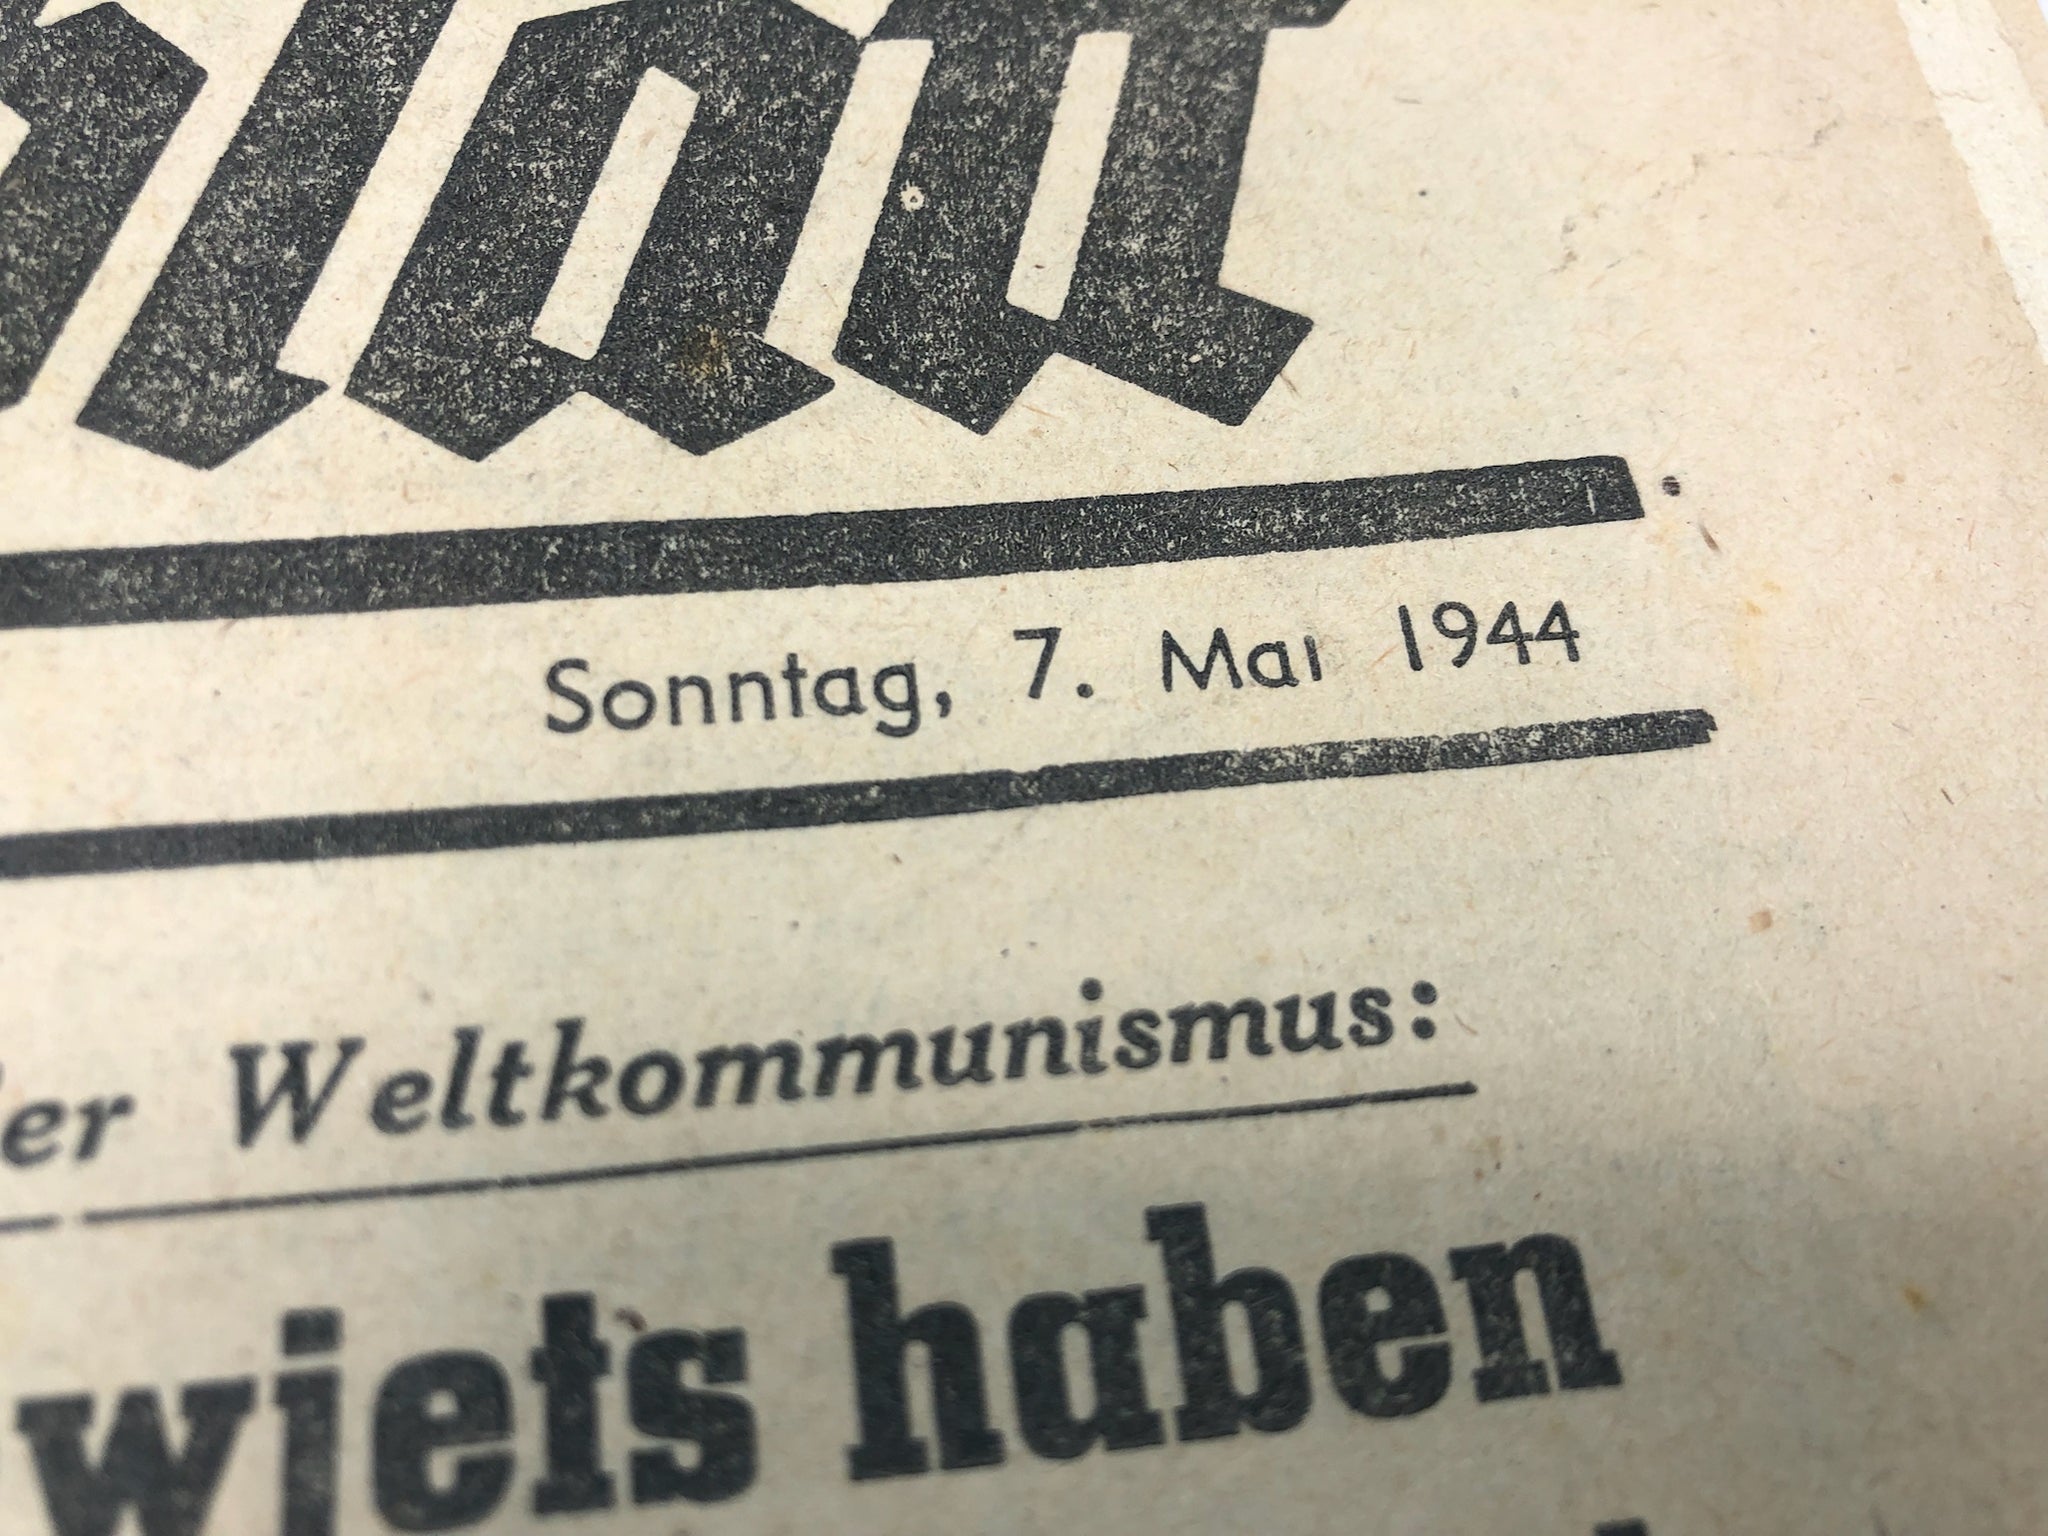 Sonntag, 7. Mai 1944
er Weltkommunismus:
wjets haben